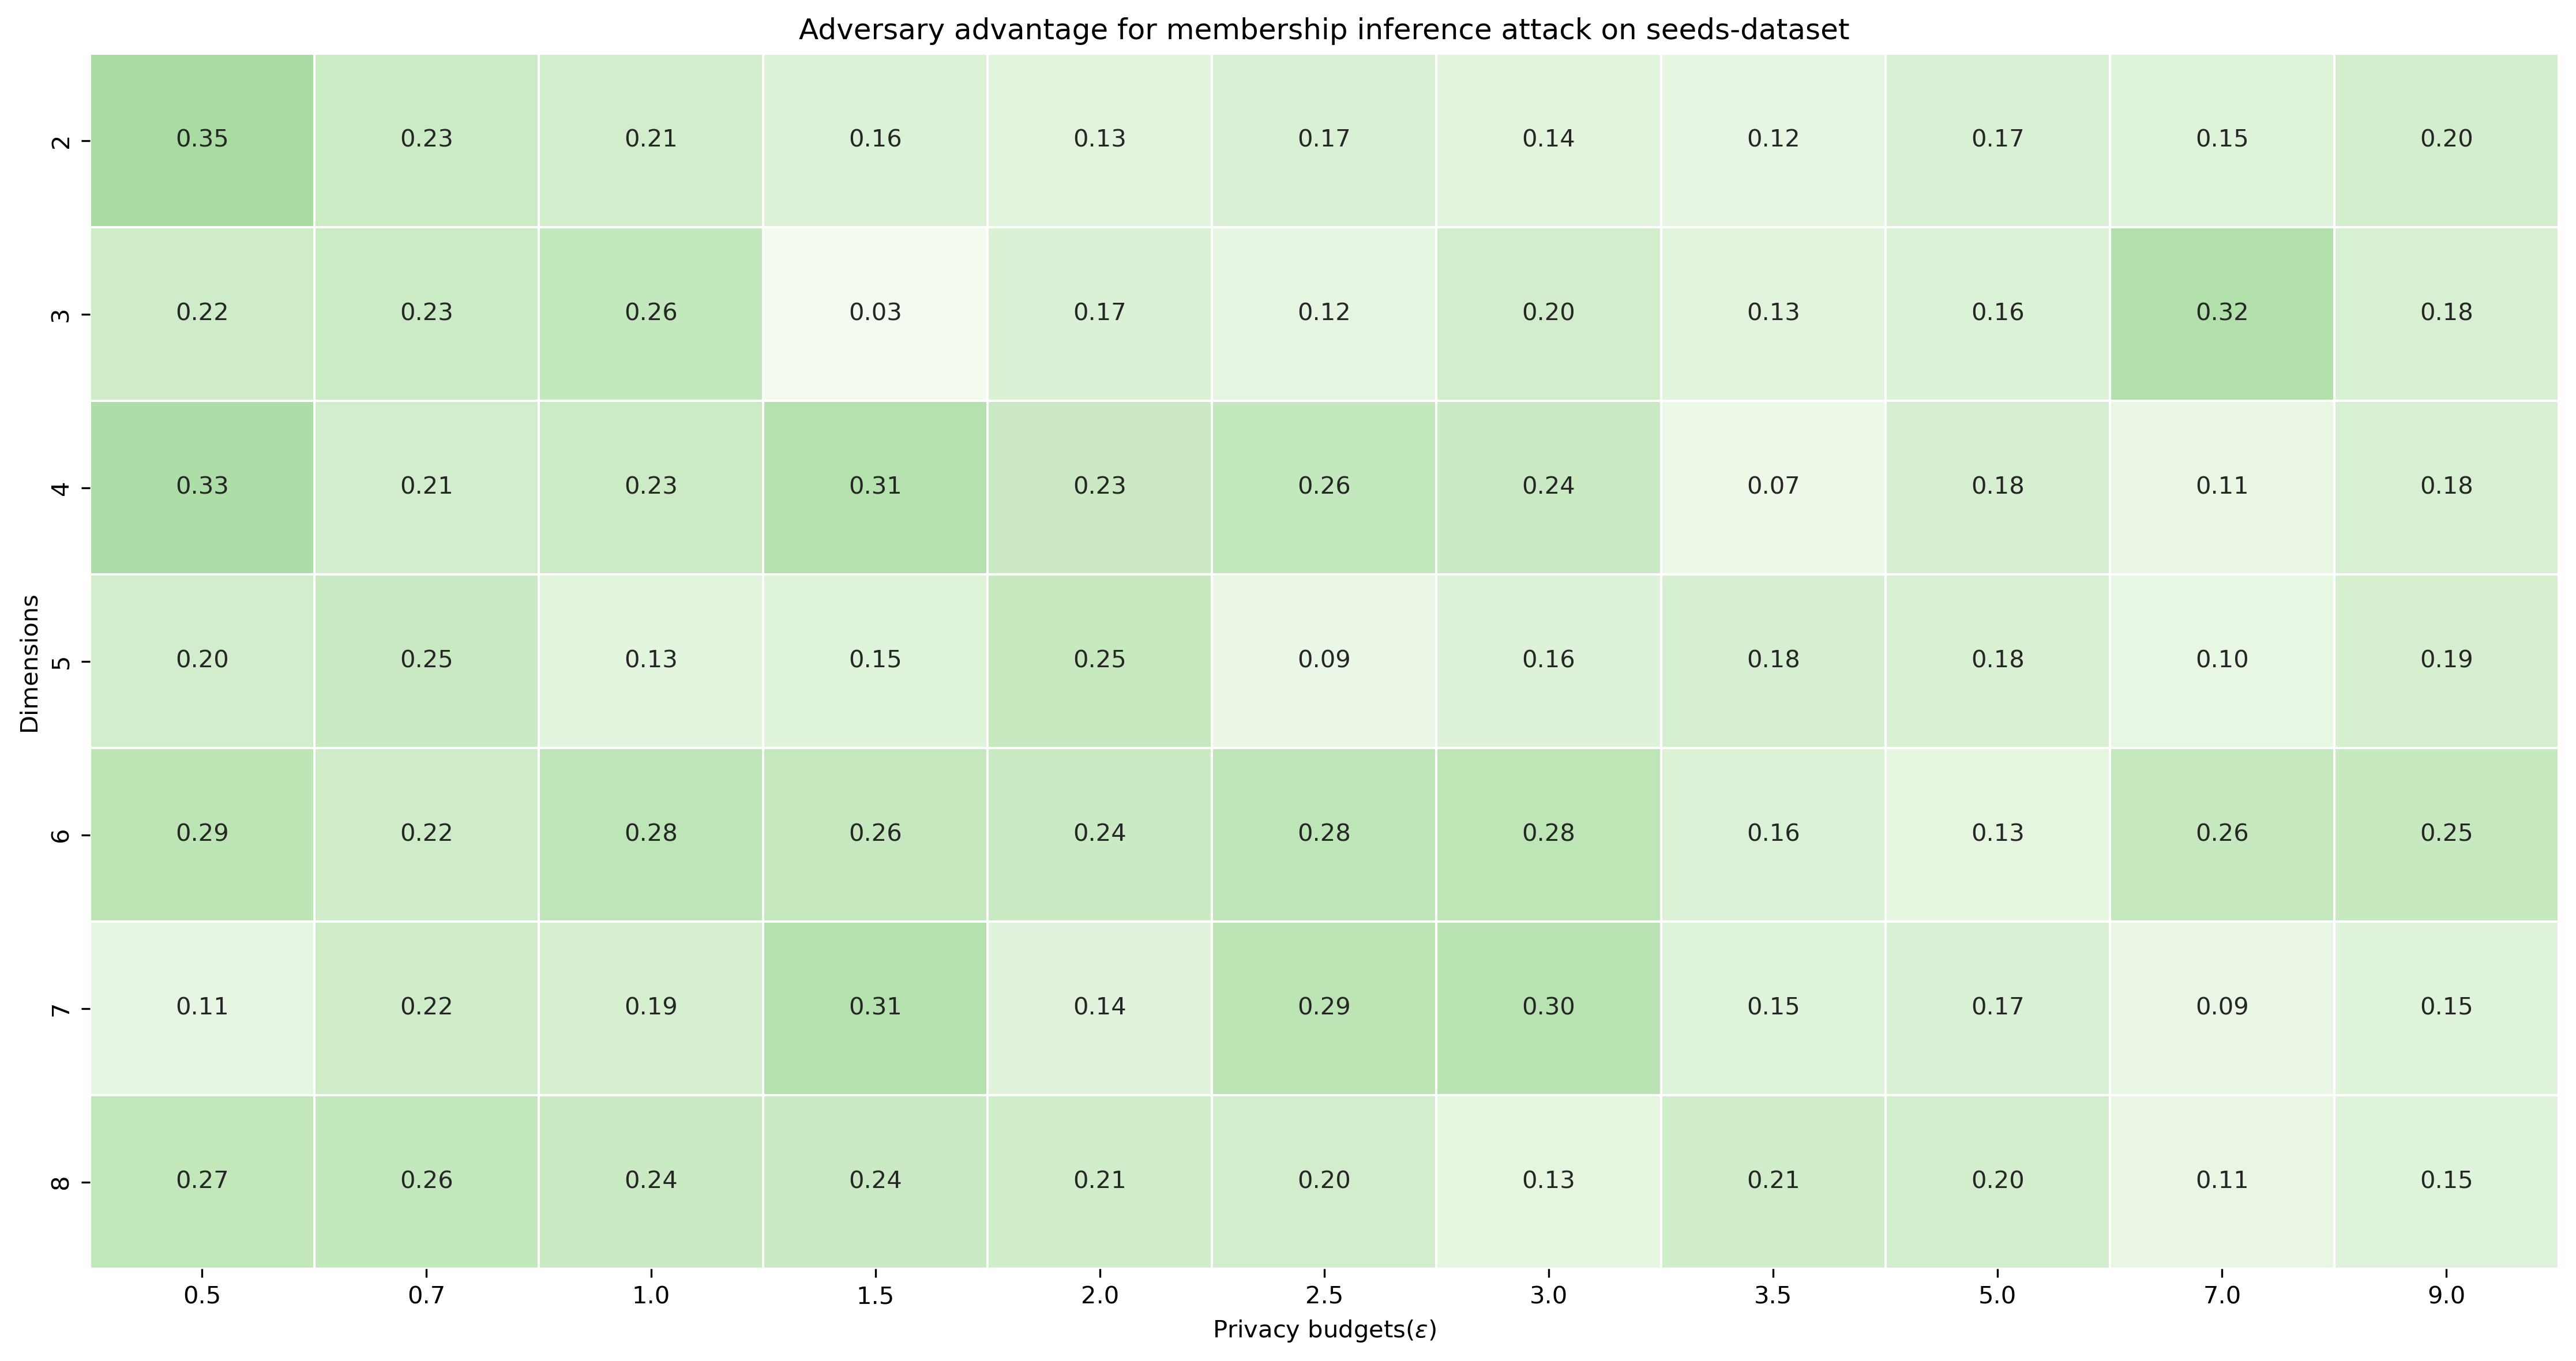 Adversary advantage for membership inference attack on seeds-dataset
Dimensions
2 0.35 0.23 0.21 0.16 0.13 0.17 0.14 0.12 0.17 0.15 0.20
3 0.22 0.23 0.26 0.03 0.17 0.12 0.20 0.13 0.16 0.32 0.18
4 0.33 0.21 0.23 0.31 0.23 0.26 0.24 0.07 0.18 0.11 0.18
5 0.20 0.25 0.13 0.15 0.25 0.09 0.16 0.18 0.18 0.10 0.19
6 0.29 0.22 0.28 0.26 0.24 0.28 0.28 0.16 0.13 0.26 0.25
7 0.11 0.22 0.19 0.31 0.14 0.29 0.30 0.15 0.17 0.09 0.15
8 0.27 0.26 0.24 0.24 0.21 0.20 0.13 0.21 0.20 0.11 0.15
0.5 0.7 1.0 1.5 2.0 2.5 3.0 3.5 5.0 7.0 9.0
Privacy budgets(ε)